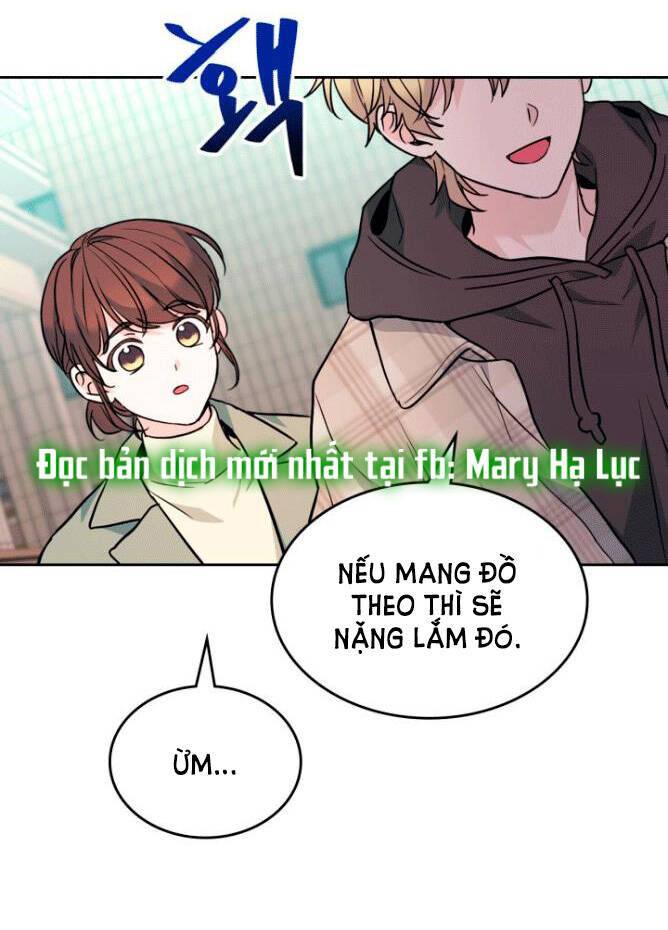 홱
Đọc bản dịch mới nhất tại fb: Mary Hạ Lục
NẾU MANG ĐỒ
THEO THÌ SẼ
NẶNG LẮM ĐÓ.
ỪM...